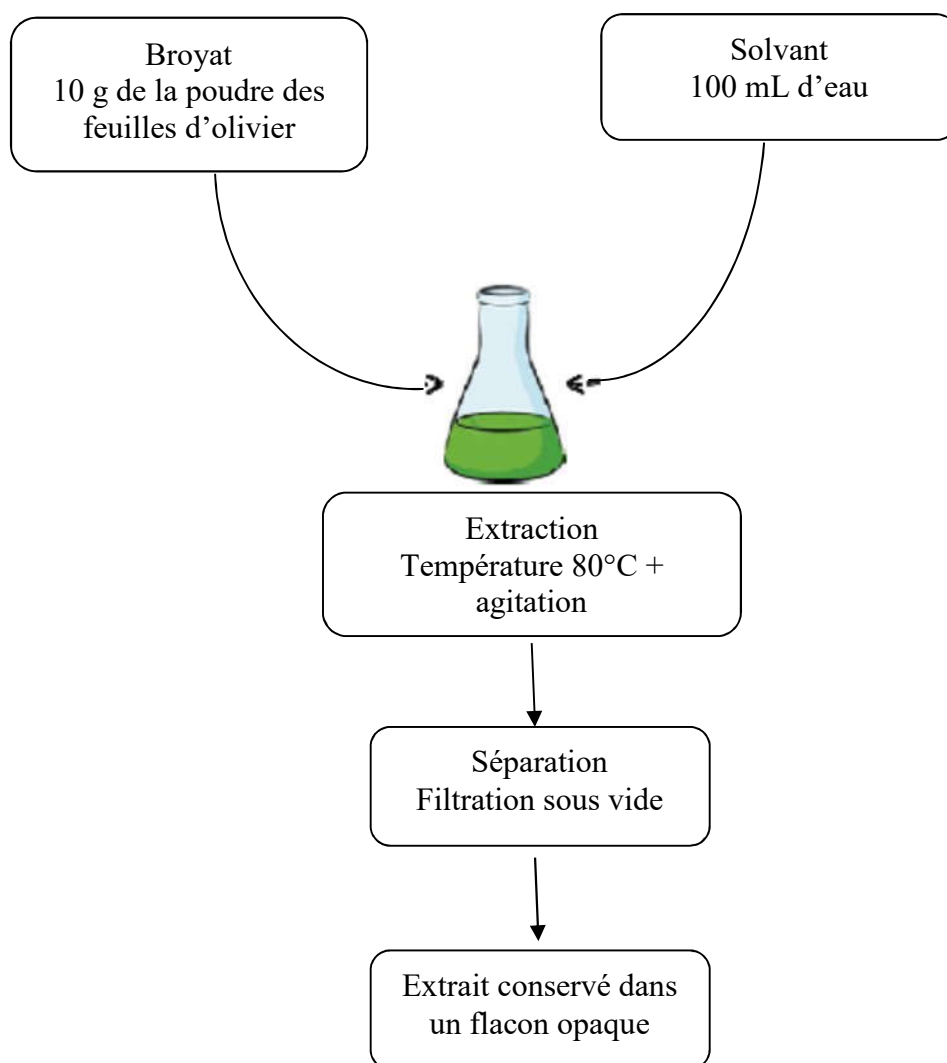 Broyat
10 g de la poudre des
feuilles d’olivier
Solvant
100 mL d’eau
Extraction
Température 80°C +
agitation
Séparation
Filtration sous vide
Extrait conservé dans
un flacon opaque